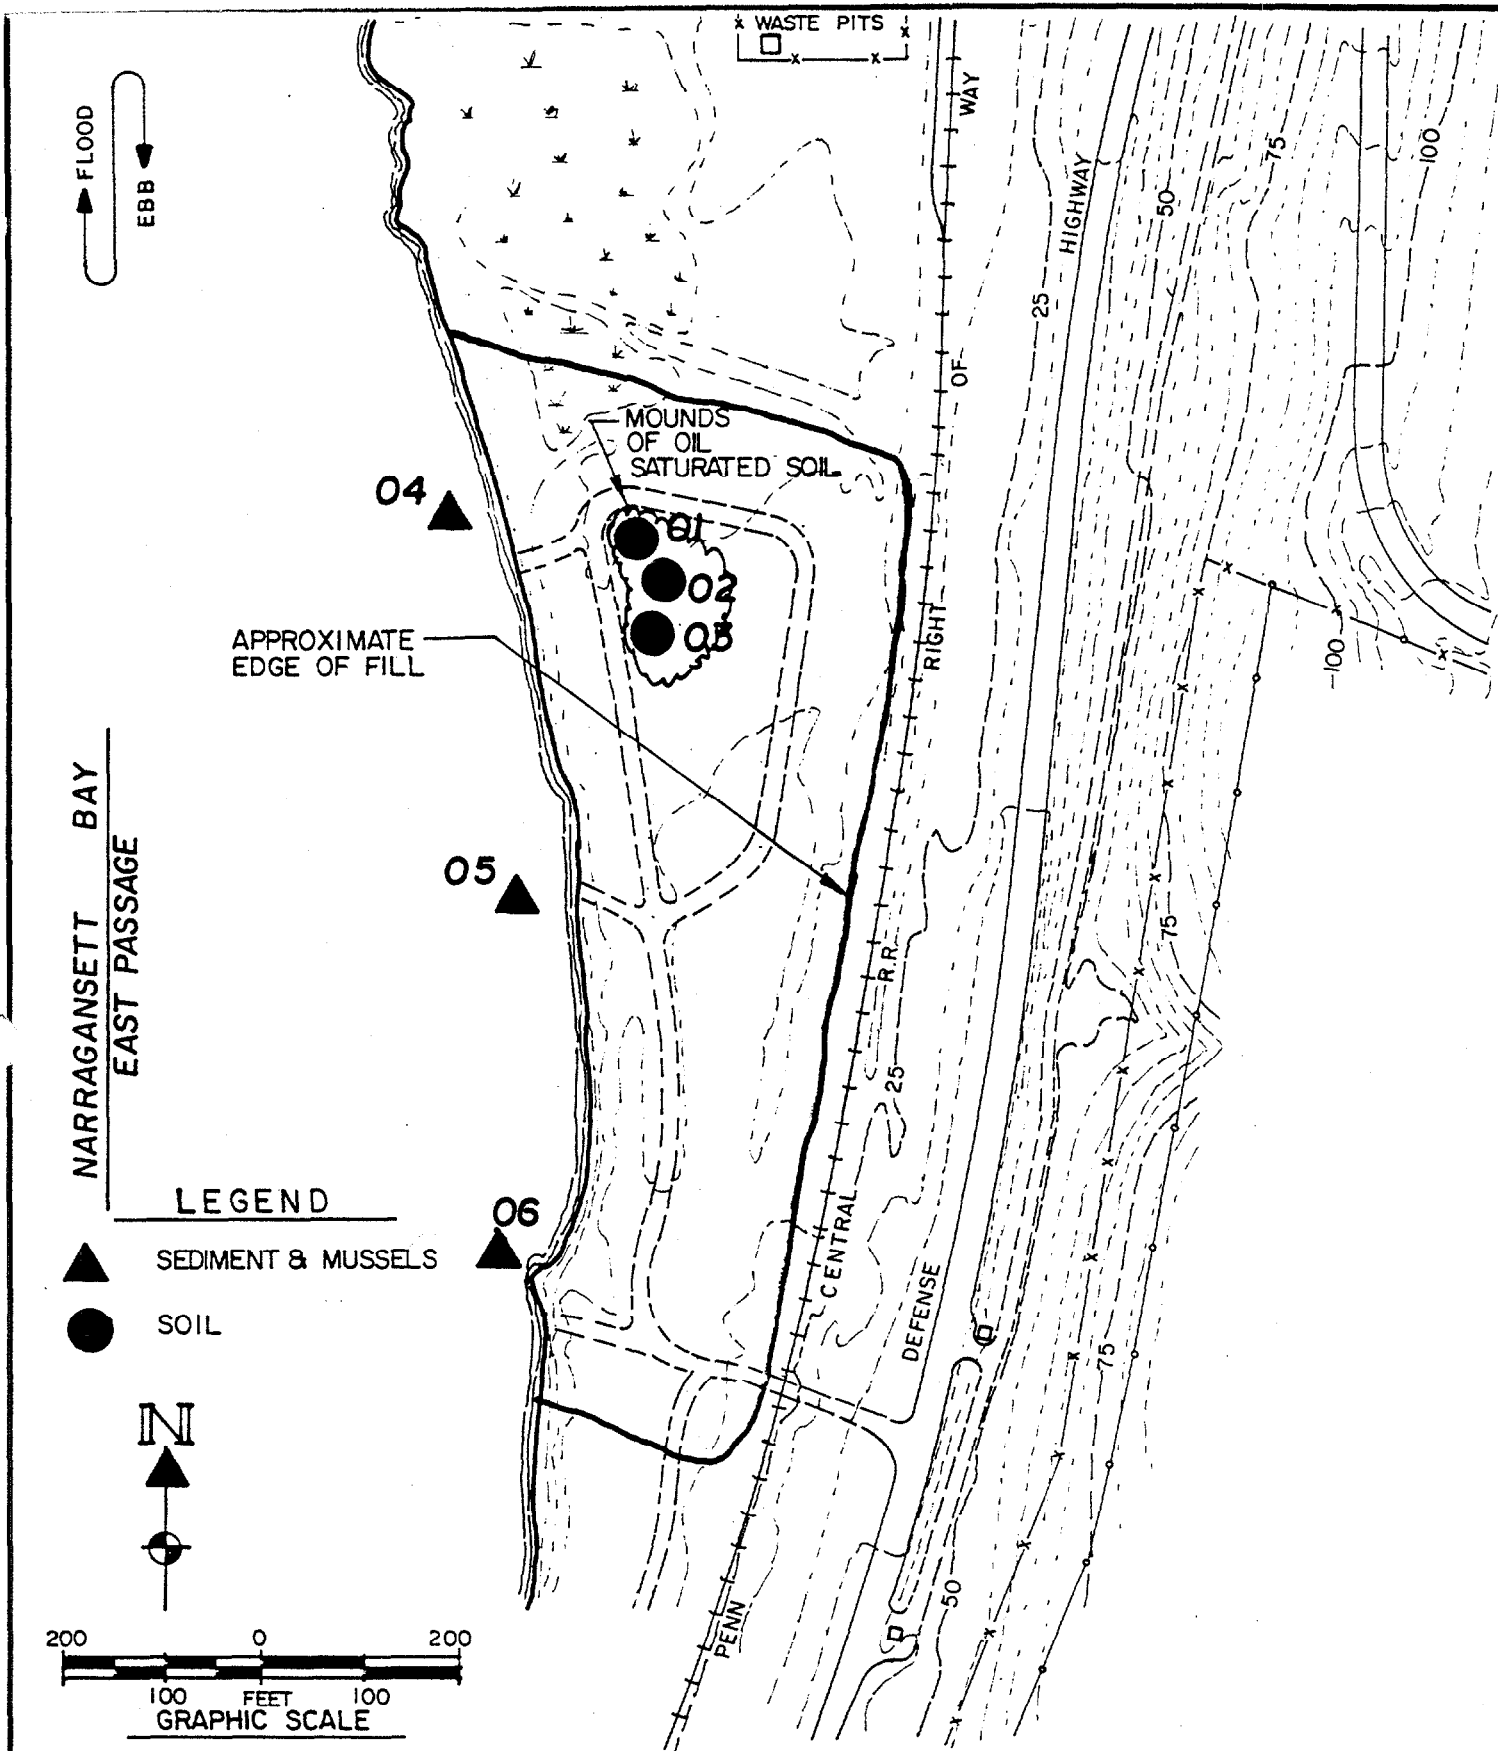 WASTE PITS
FLOOD
EBB
WAY
HIGHWAY
50
75
100
25
OF
MOUNDS
OF OIL
SATURATED SOIL
04
01
02
03
APPROXIMATE
EDGE OF FILL
RIGHT
100
NARRAGANSETT BAY
EAST PASSAGE
05
R.R.
75
25
LEGEND
06
SEDIMENT & MUSSELS
SOIL
CENTRAL
DEFENSE
75
N
50
PENN
200 0 200
100 FEET 100
GRAPHIC SCALE